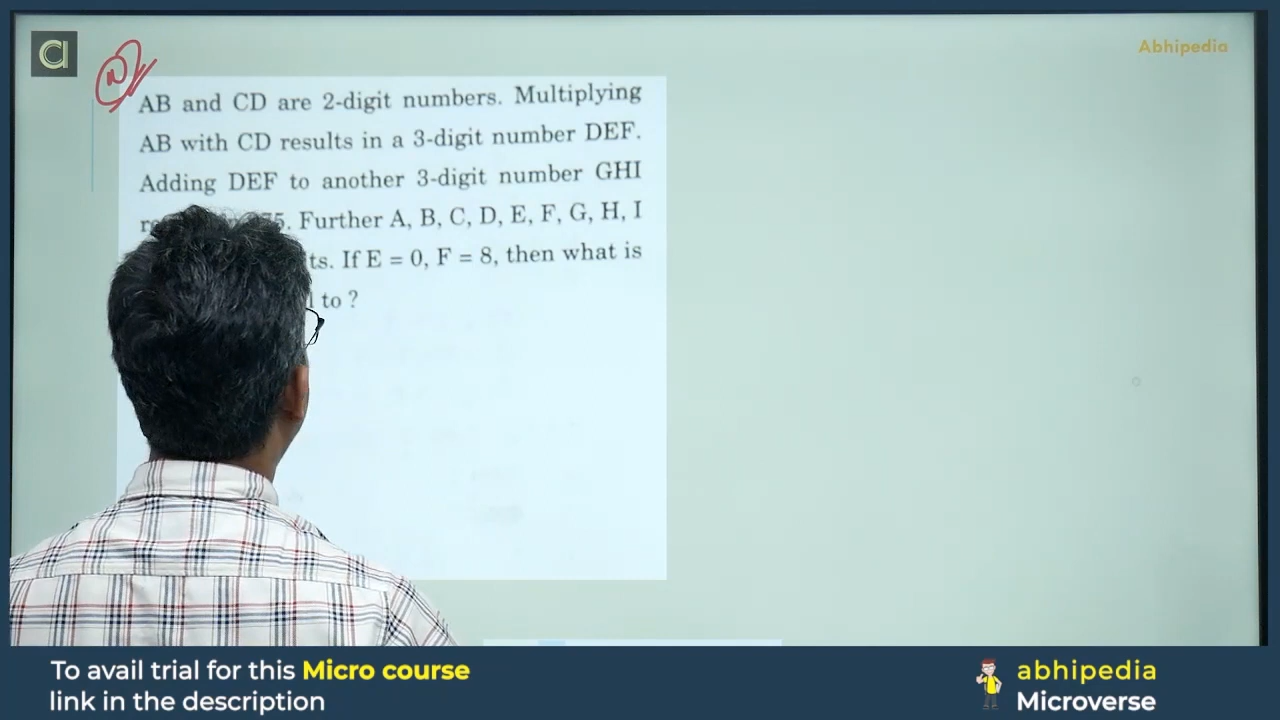 Abhipedia
AB and CD are 2-digit numbers. Multiplying
AB with CD results in a 3-digit number DEF.
Adding DEF to another 3-digit number GHI
75. Further A, B, C, D, E, F, G, H, I
ts. If E = 0, F = 8, then what is
to ?
To avail trial for this Micro course
link in the description
abhipedia
Microverse